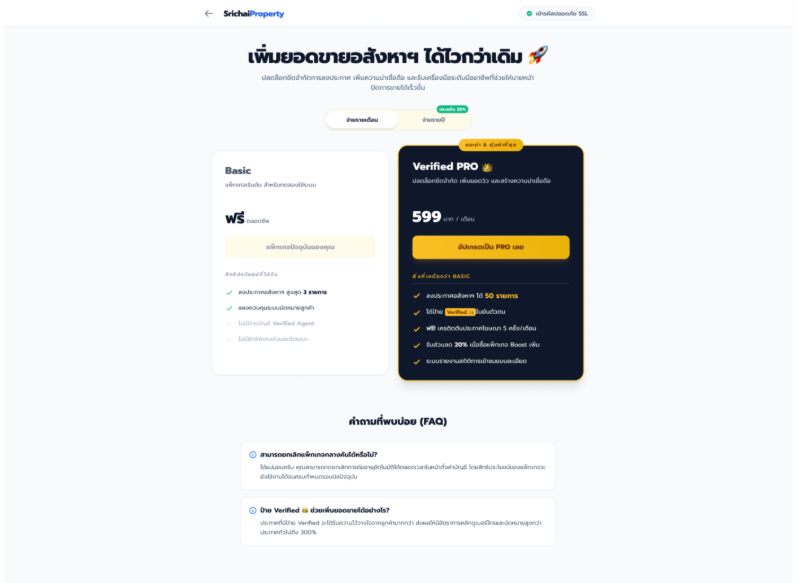 SrichaiProperty
เข้ารหัสปลอดภัย SSL
เพิ่มยอดขายอสังหาฯ ได้ไวกว่าเดิม 🚀
ปลดล็อกขีดจำกัดการลงประกาศ เพิ่มความน่าเชื่อถือ และรับเครื่องมือระดับมืออาชีพที่ช่วยให้นายหน้า
ปิดการขายได้เร็วขึ้น
จ่ายรายเดือน
จ่ายรายปี
Basic
แพ็กเกจเริ่มต้น สำหรับทดลองใช้ระบบ
ฟรี ตลอดชีพ
แพ็กเกจปัจจุบันของคุณ
สิทธิประโยชน์ที่ได้รับ
ลงประกาศอสังหาฯ สูงสุด 3 รายการ
แผงควบคุมระบบนัดหมายลูกค้า
ไม่มีป้ายบัญชี Verified Agent
ไม่มีสิทธิพิเศษส่วนลดโฆษณา
แนะนำ & คุ้มค่าที่สุด
Verified PRO 👑
ปลดล็อกขีดจำกัด เพิ่มยอดวิว และสร้างความน่าเชื่อถือ
599 บาท / เดือน
อัปเกรดเป็น PRO เลย
สิ่งที่เหนือกว่า BASIC
ลงประกาศอสังหาฯ ได้ 50 รายการ
ได้ป้าย Verified 👑 ยืนยันตัวตน
ฟรี! เครดิตดันประกาศโฆษณา 5 ครั้ง/เดือน
รับส่วนลด 20% เมื่อซื้อแพ็กเกจ Boost เพิ่ม
ระบบรายงานสถิติการเข้าชมแบบละเอียด
คำถามที่พบบ่อย (FAQ)
สามารถยกเลิกแพ็กเกจกลางคันได้หรือไม่?
ได้แน่นอนครับ คุณสามารถกดยกเลิกการต่ออายุอัตโนมัติได้ตลอดเวลาในหน้าตั้งค่าบัญชี โดยสิทธิประโยชน์ของแพ็กเกจจะ
ยังใช้งานได้จนครบกำหนดรอบบิลปัจจุบัน
ป้าย Verified 👑 ช่วยเพิ่มยอดขายได้อย่างไร?
ประกาศที่มีป้าย Verified จะได้รับความไว้วางใจจากลูกค้ามากกว่า ส่งผลให้มีอัตราการคลิกดูเบอร์โทรและนัดหมายสูงกว่า
ประกาศทั่วไปถึง 300%